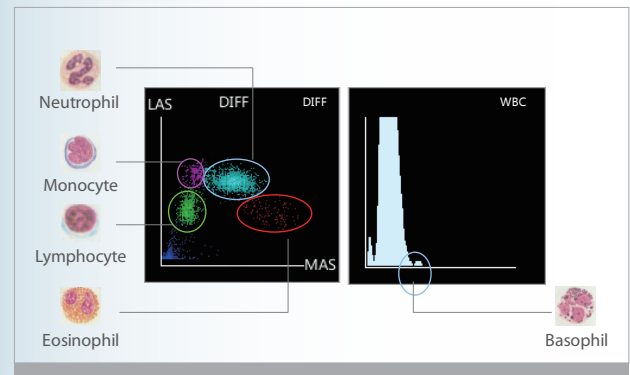 Neutrophil
Monocyte
Lymphocyte
Eosinophil
LAS
DIFF
DIFF
MAS
WBC
Basophil